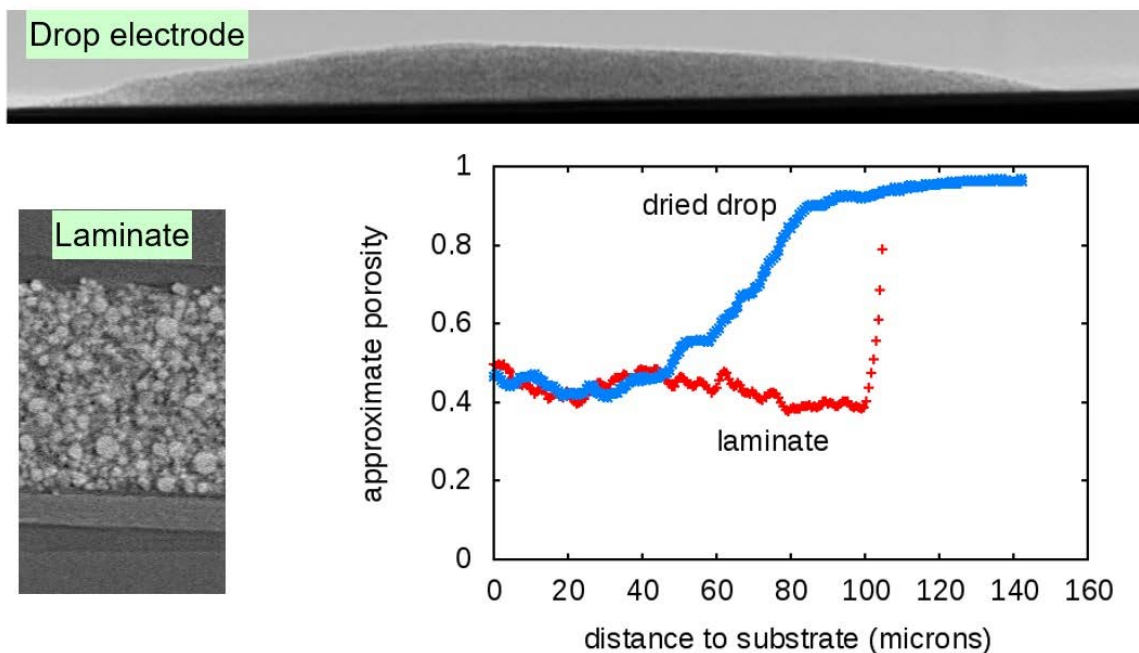 Drop electrode
Laminate
approximate porosity
1
0.8
0.6
0.4
0.2
0
dried drop
laminate
0 20 40 60 80 100 120 140 160
distance to substrate (microns)